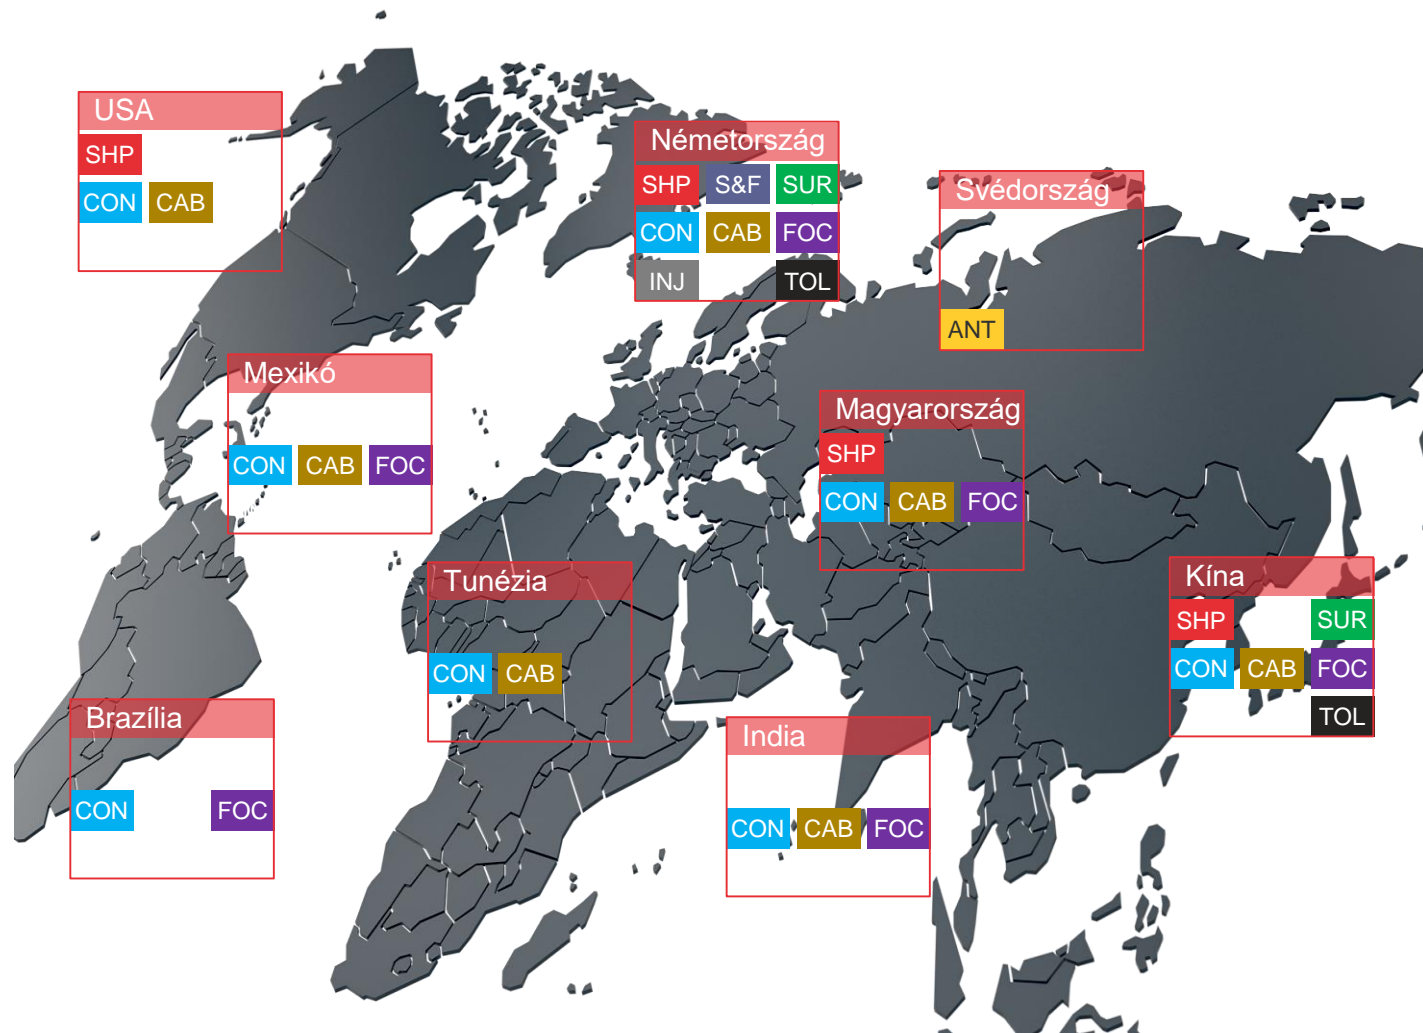 USA
SHP
CON CAB
Németország
SHP S&F SUR
CON CAB FOC
INJ TOL
Svédország
ANT
Mexikó
CON CAB FOC
Magyarország
SHP
CON CAB FOC
Tunézia
CON CAB
Kína
SHP SUR
CON CAB FOC
TOL
Brazília
CON FOC
India
CON CAB FOC